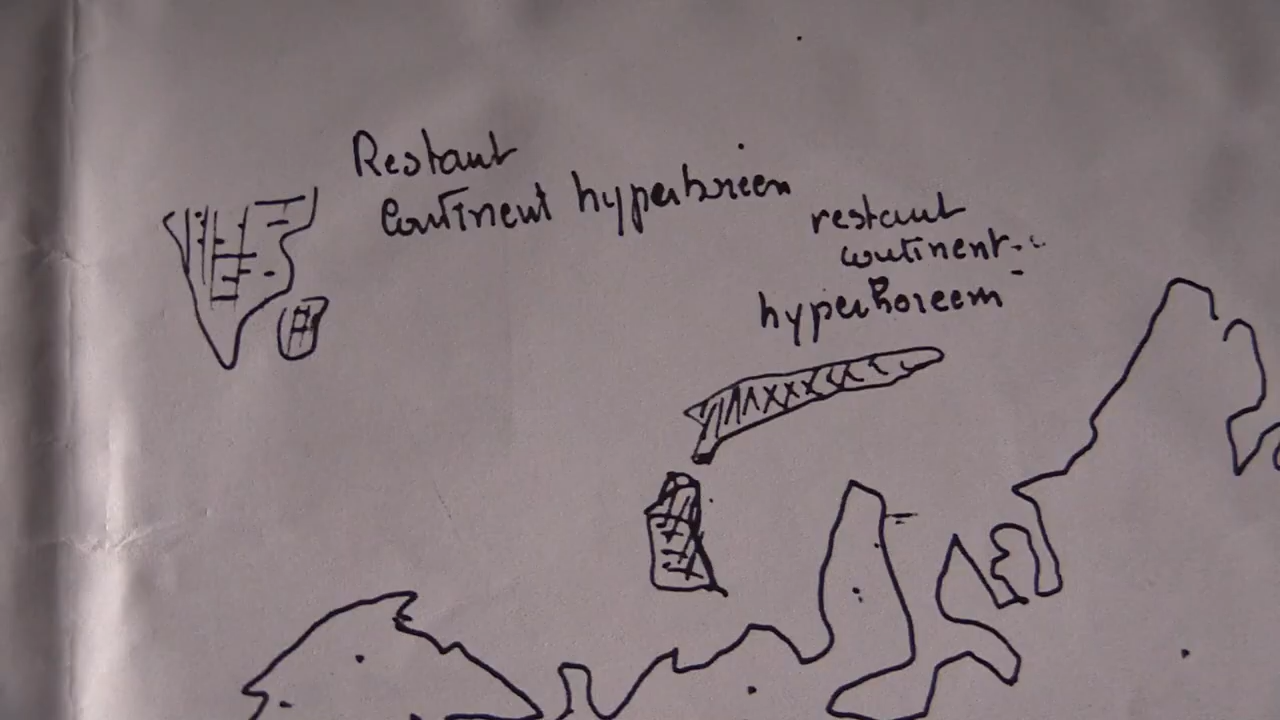 Restant
continent hyperboreen
restant
continent
hyperboreem